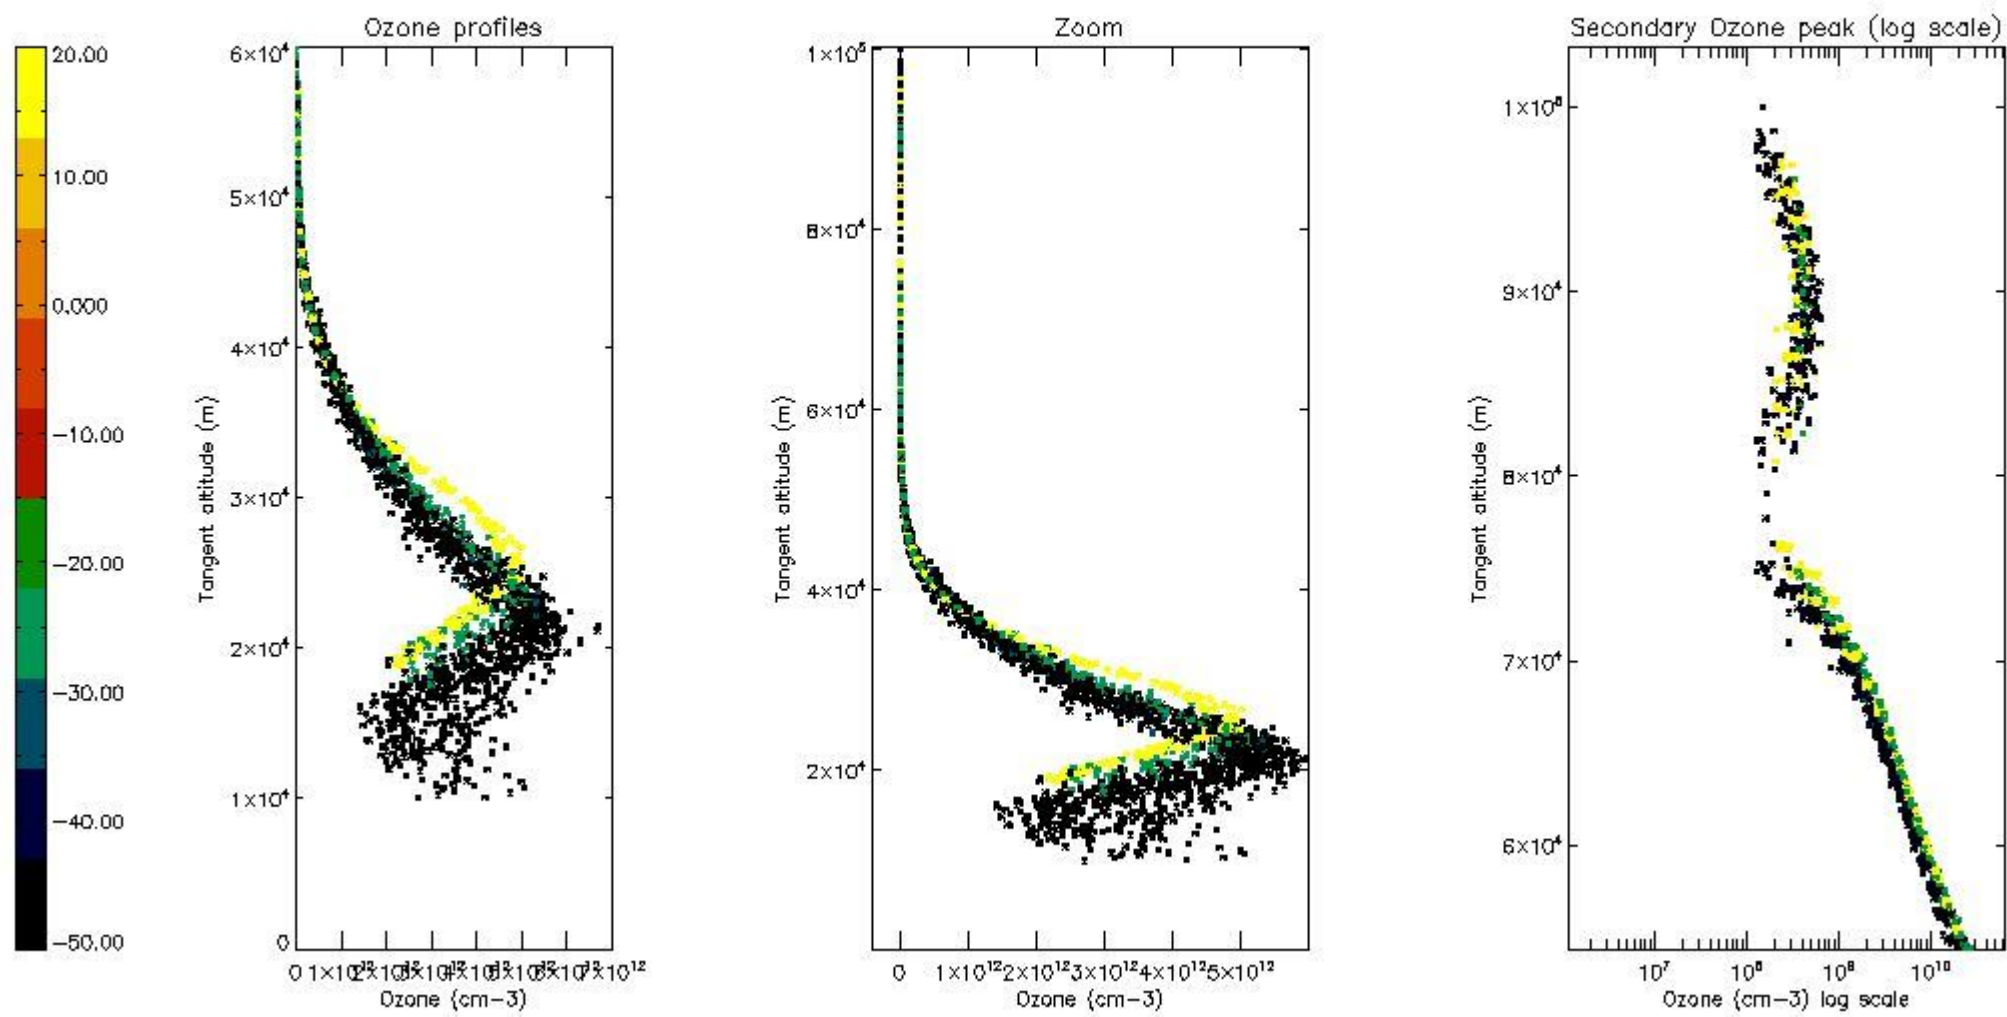 Ozone profiles
Zoom
Secondary Ozone peak (log scale)
20.00
10.00
0.000
-10.00
-20.00
-30.00
-40.00
-50.00
6×10⁴
5×10⁴
4×10⁴
3×10⁴
2×10⁴
1×10⁴
0
Tangent altitude (m)
0
7×10¹²
Ozone (cm-3)
1×10⁵
8×10⁴
6×10⁴
4×10⁴
2×10⁴
Tangent altitude (m)
0 1×10¹² 2×10¹² 3×10¹² 4×10¹² 5×10¹²
Ozone (cm-3)
9×10⁴
8×10⁴
7×10⁴
6×10⁴
Tangent altitude (m)
10⁷ 10⁸ 10⁹ 10¹⁰
Ozone (cm-3) log scale